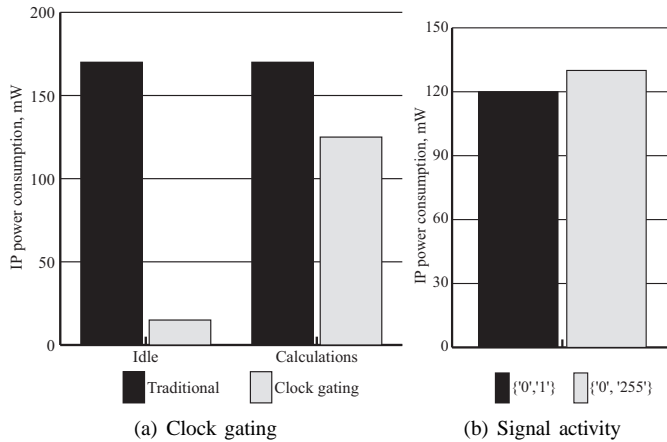 200
150
100
50
0
IP power consumption, mW
Idle
Calculations
Traditional
Clock gating
(a) Clock gating
150
120
90
60
30
0
IP power consumption, mW
{'0','1'}
{'0', '255'}
(b) Signal activity